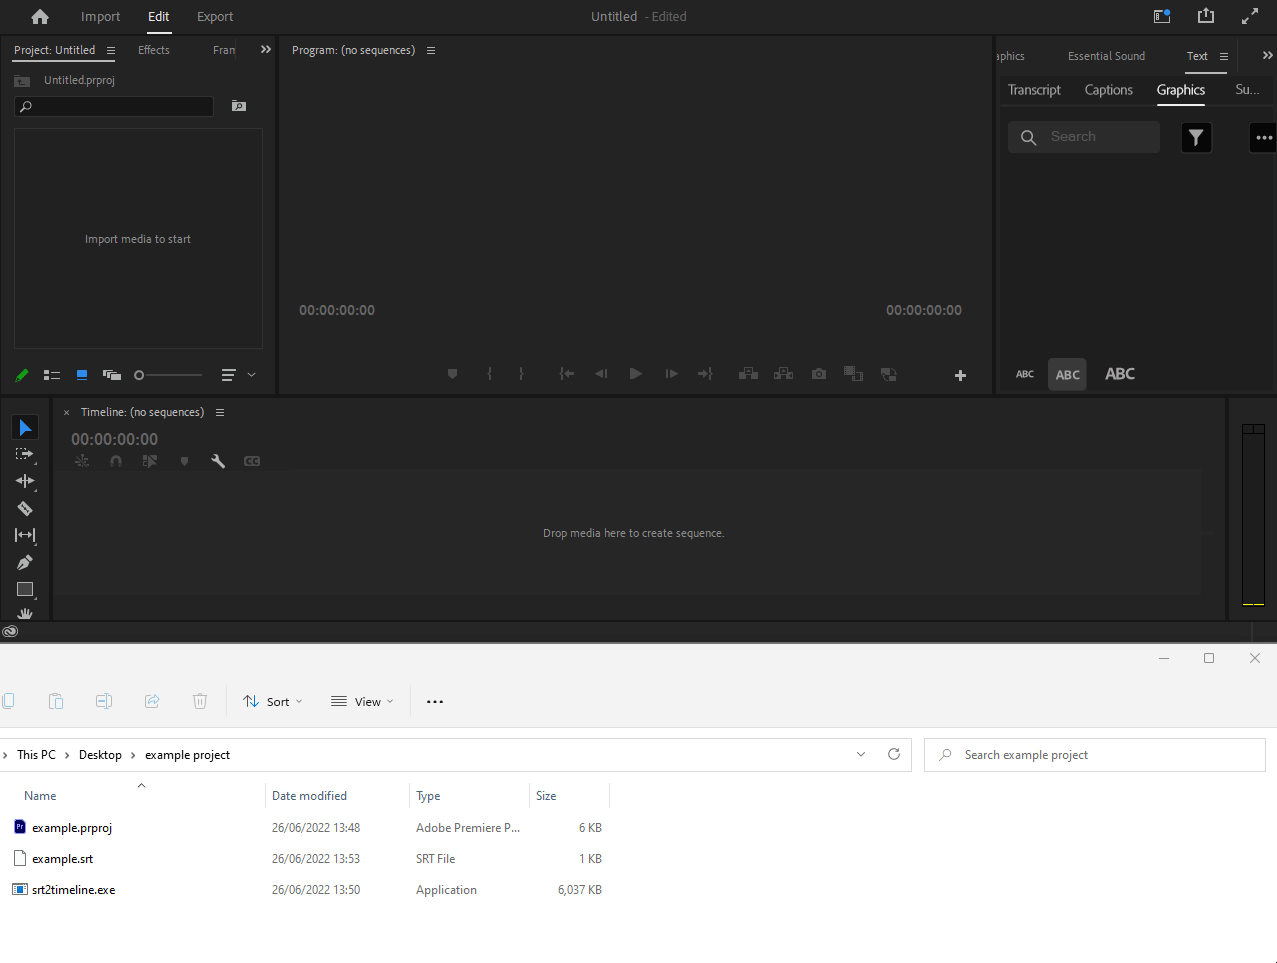 Import Edit Export Untitled - Edited
Project: Untitled Effects Fran Program: (no sequences) aphics Essential Sound Text
Untitled.prproj
Transcript Captions Graphics Su...
Search
Import media to start
00:00:00:00 00:00:00:00
ABC ABC ABC
× Timeline: (no sequences)
00:00:00:00
CC
Drop media here to create sequence.
Sort View
This PC > Desktop > example project Search example project
Name Date modified Type Size
Pr example.prproj 26/06/2022 13:48 Adobe Premiere P... 6 KB
example.srt 26/06/2022 13:53 SRT File 1 KB
srt2timeline.exe 26/06/2022 13:50 Application 6,037 KB